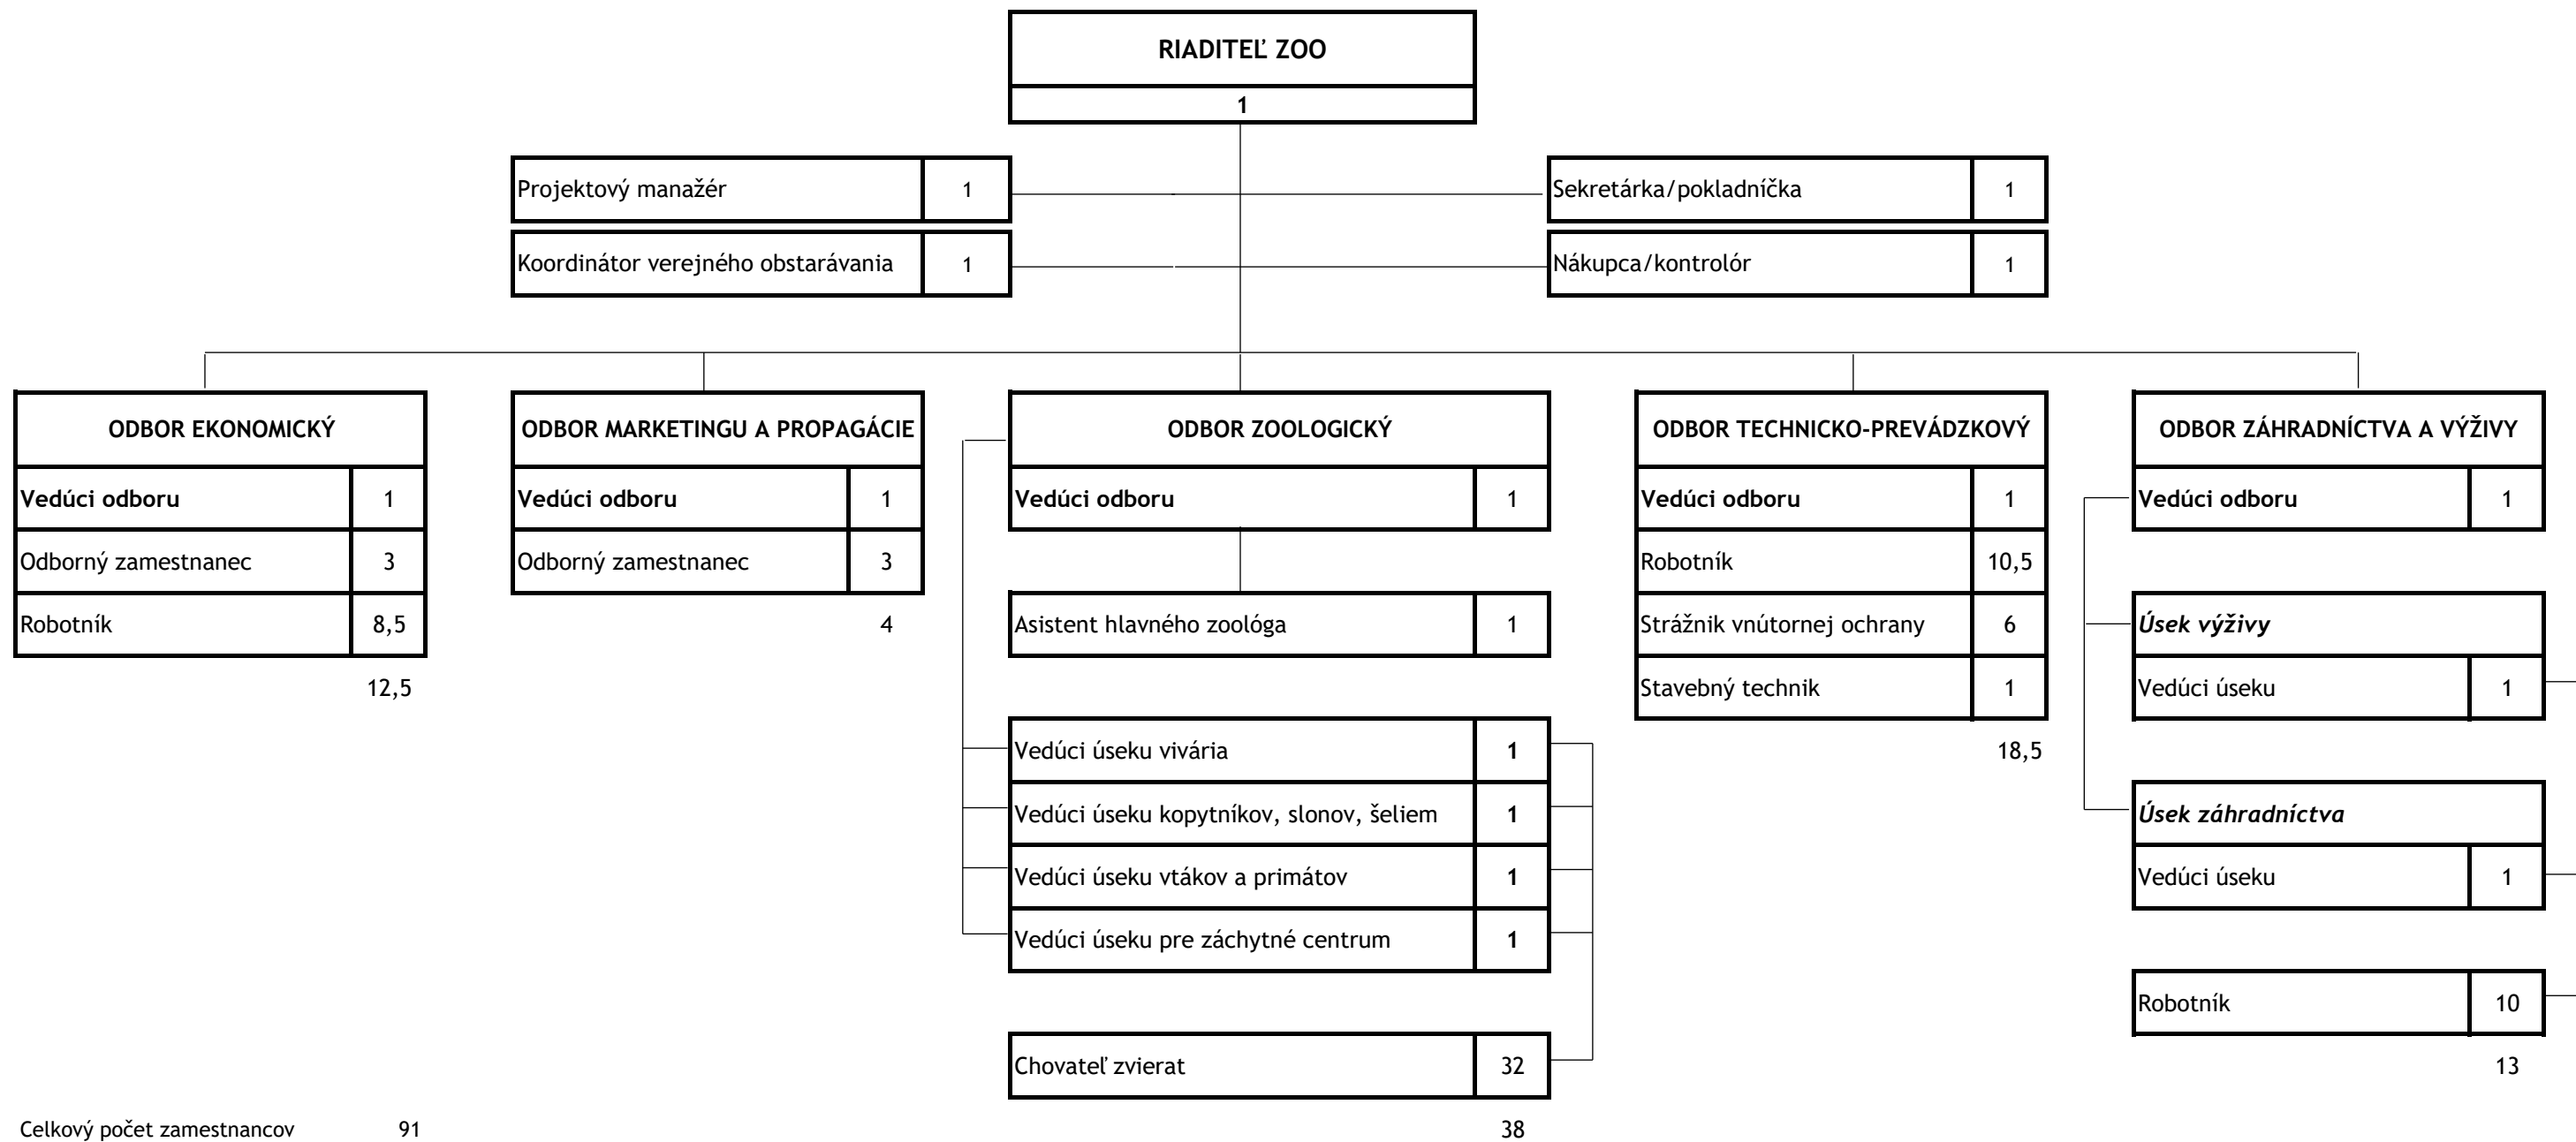 RIADITEĽ ZOO
1
Projektový manažér 1
Sekretárka/pokladníčka 1
Koordinátor verejného obstarávania 1
Nákupca/kontrolór 1
ODBOR EKONOMICKÝ
Vedúci odboru 1
Odborný zamestnanec 3
Robotník 8,5
12,5
ODBOR MARKETINGU A PROPAGÁCIE
Vedúci odboru 1
Odborný zamestnanec 3
4
ODBOR ZOOLOGICKÝ
Vedúci odboru 1
Asistent hlavného zoológa 1
Vedúci úseku vivária 1
Vedúci úseku kopytníkov, slonov, šeliem 1
Vedúci úseku vtákov a primátov 1
Vedúci úseku pre záchytné centrum 1
Chovateľ zvierat 32
38
ODBOR TECHNICKO-PREVÁDZKOVÝ
Vedúci odboru 1
Robotník 10,5
Strážnik vnútornej ochrany 6
Stavebný technik 1
18,5
ODBOR ZÁHRADNÍCTVA A VÝŽIVY
Vedúci odboru 1
Úsek výživy
Vedúci úseku 1
Úsek záhradníctva
Vedúci úseku 1
Robotník 10
13
Celkový počet zamestnancov 91